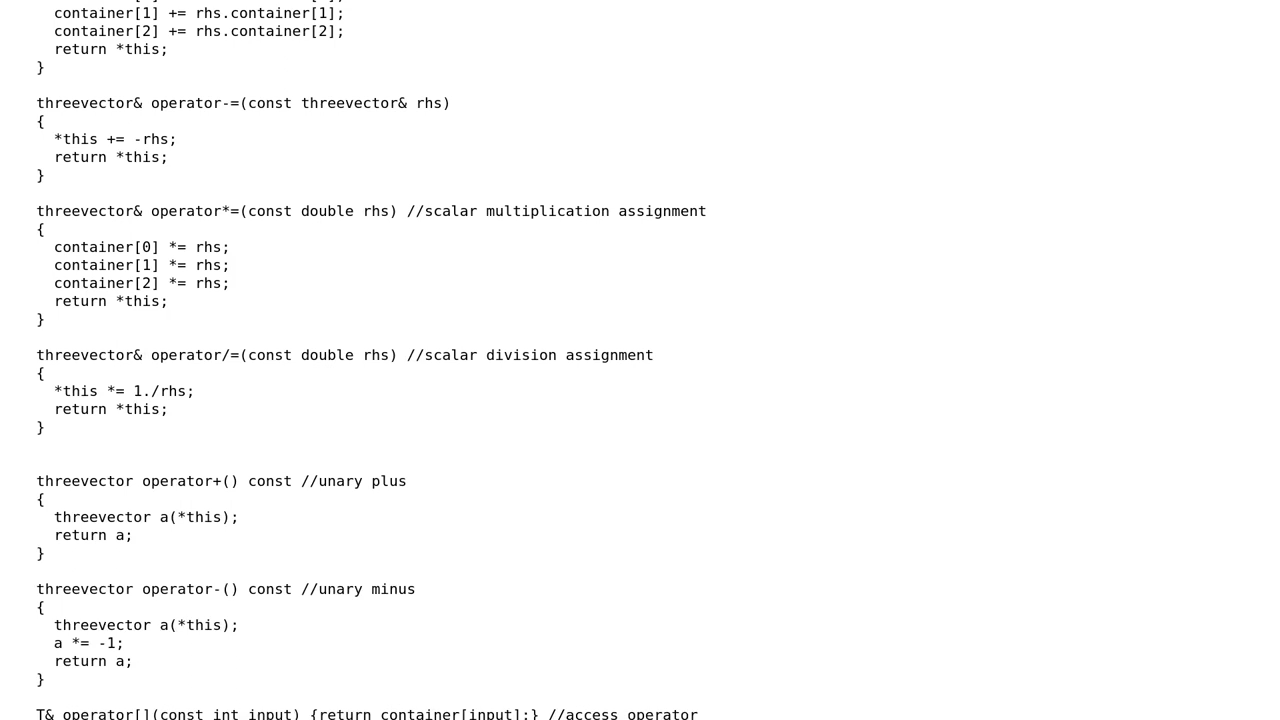 container[1] += rhs.container[1];
container[2] += rhs.container[2];
return *this;
}
threevector& operator-=(const threevector& rhs)
{
*this += -rhs;
return *this;
}
threevector& operator*=(const double rhs) //scalar multiplication assignment
{
container[0] *= rhs;
container[1] *= rhs;
container[2] *= rhs;
return *this;
}
threevector& operator/=(const double rhs) //scalar division assignment
{
*this *= 1./rhs;
return *this;
}
threevector operator+() const //unary plus
{
threevector a(*this);
return a;
}
threevector operator-() const //unary minus
{
threevector a(*this);
a *= -1;
return a;
}
T& operator[](const int input) {return container[input];} //access operator